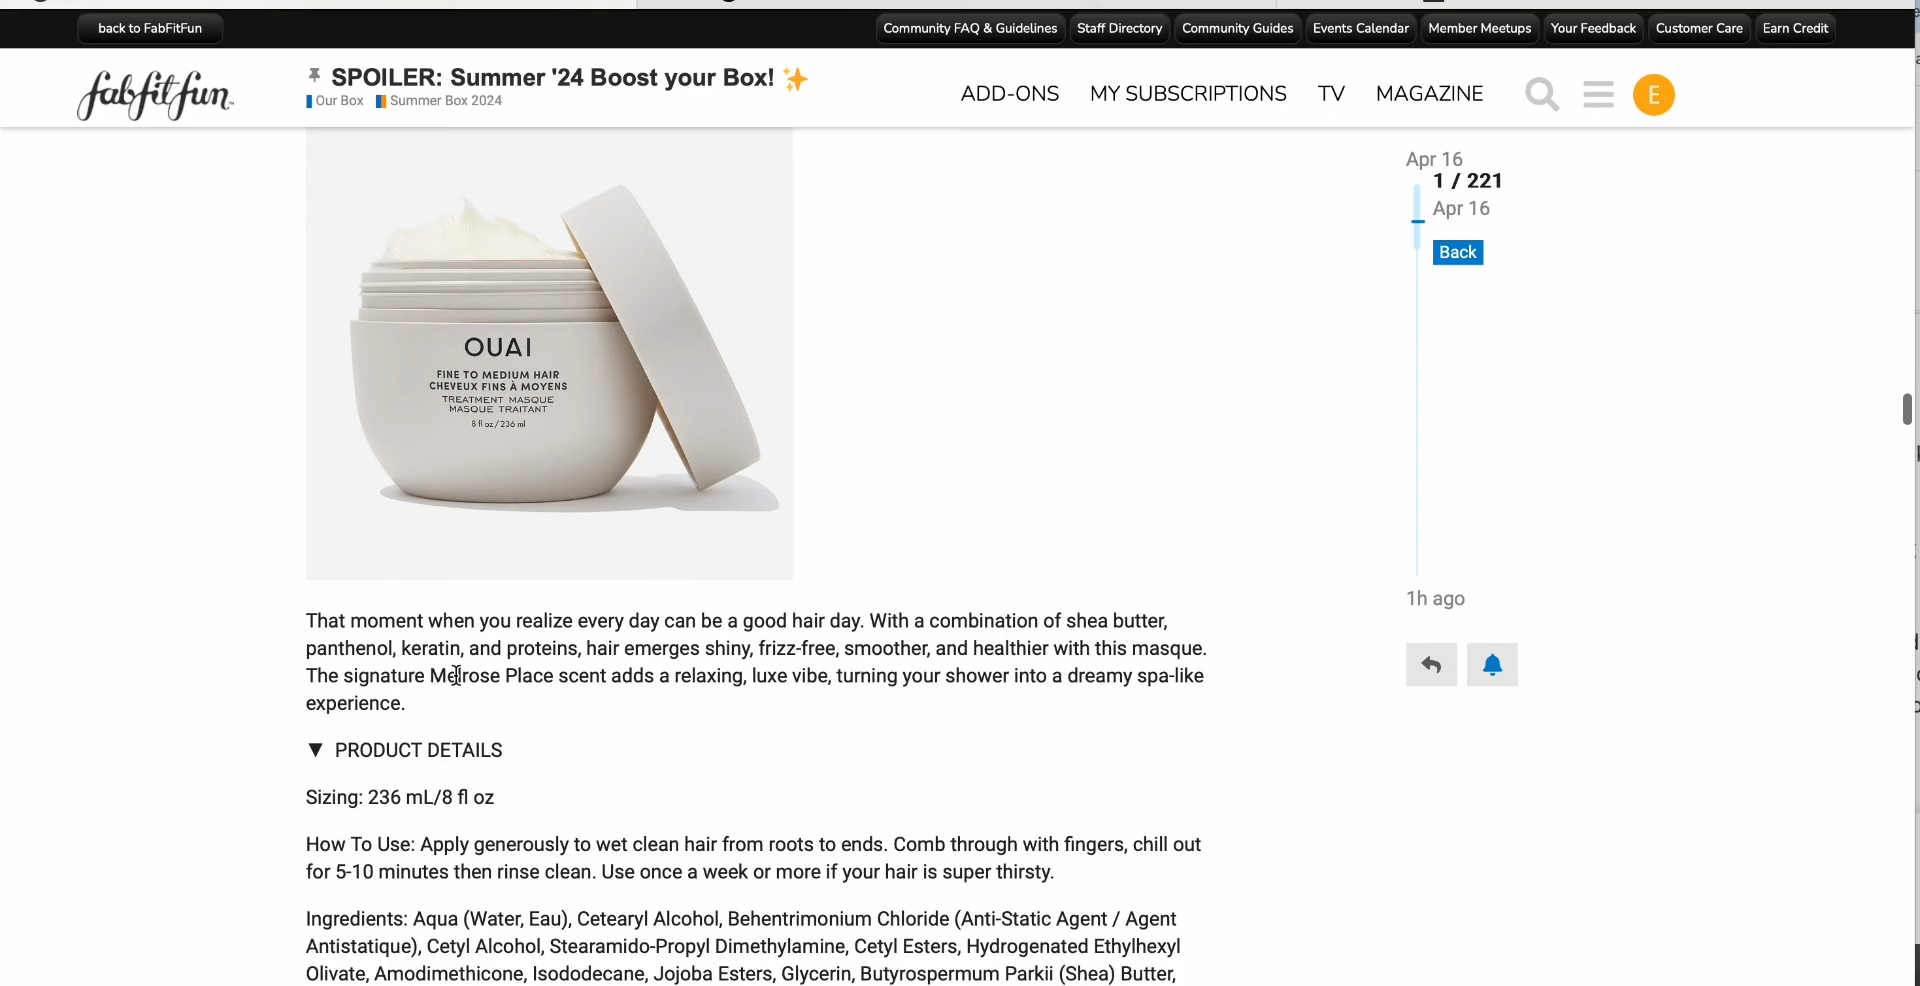 back to FabFitFun
Community FAQ & Guidelines
Staff Directory
Community Guides
Events Calendar
Member Meetups
Your Feedback
Customer Care
Earn Credit
fabfitfun
SPOILER: Summer '24 Boost your Box! ✨
Our Box
Summer Box 2024
ADD-ONS
MY SUBSCRIPTIONS
TV
MAGAZINE
E
OUAI
FINE TO MEDIUM HAIR
CHEVEUX FINS À MOYENS
TREATMENT MASQUE
MASQUE TRAITANT
8 fl oz / 236 ml
Apr 16
1 / 221
Apr 16
Back
1h ago
That moment when you realize every day can be a good hair day. With a combination of shea butter,
panthenol, keratin, and proteins, hair emerges shiny, frizz-free, smoother, and healthier with this masque.
The signature Melrose Place scent adds a relaxing, luxe vibe, turning your shower into a dreamy spa-like
experience.
▼ PRODUCT DETAILS
Sizing: 236 mL/8 fl oz
How To Use: Apply generously to wet clean hair from roots to ends. Comb through with fingers, chill out
for 5-10 minutes then rinse clean. Use once a week or more if your hair is super thirsty.
Ingredients: Aqua (Water, Eau), Cetearyl Alcohol, Behentrimonium Chloride (Anti-Static Agent / Agent
Antistatique), Cetyl Alcohol, Stearamido-Propyl Dimethylamine, Cetyl Esters, Hydrogenated Ethylhexyl
Olivate, Amodimethicone, Isododecane, Jojoba Esters, Glycerin, Butyrospermum Parkii (Shea) Butter,